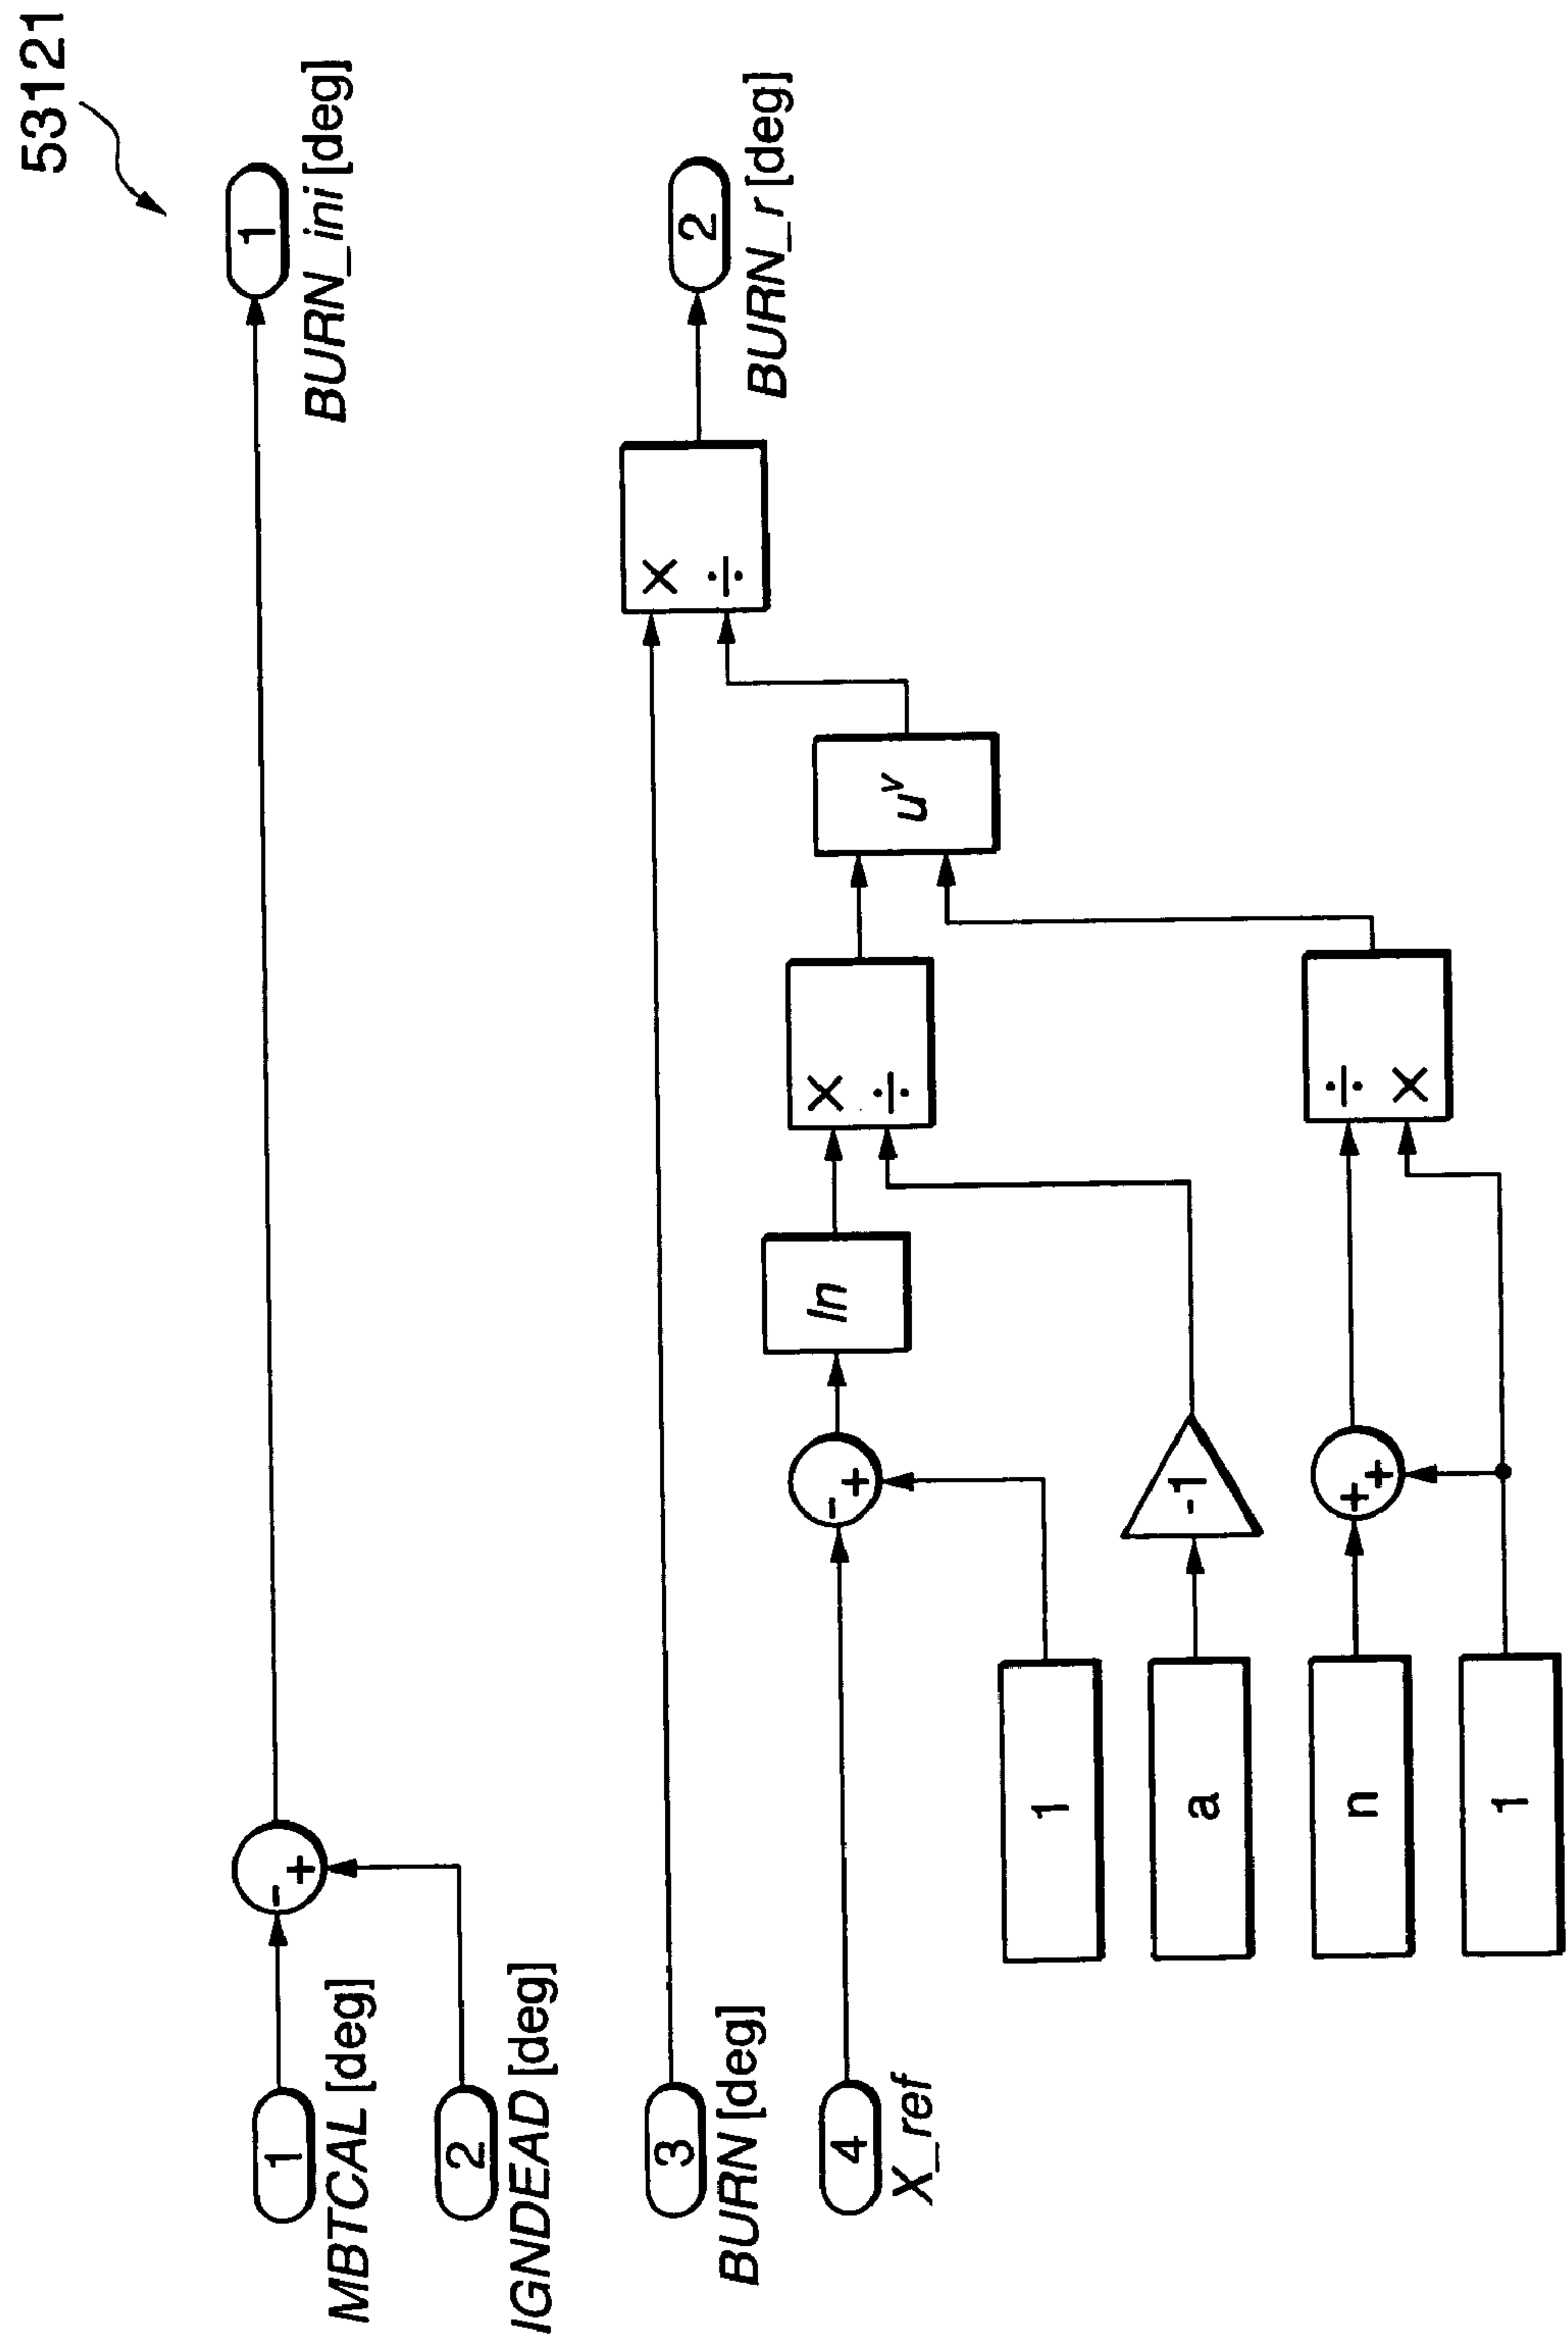 53121
1
MBTCAL [deg]
2
IGNDEAD [deg]
- +
1
BURN_ini [deg]
3
BURN [deg]
4
X_ref
1
a
n
1
- +
-1
+ +
ln
× ÷
÷ ×
u^v
× ÷
2
BURN_r [deg]